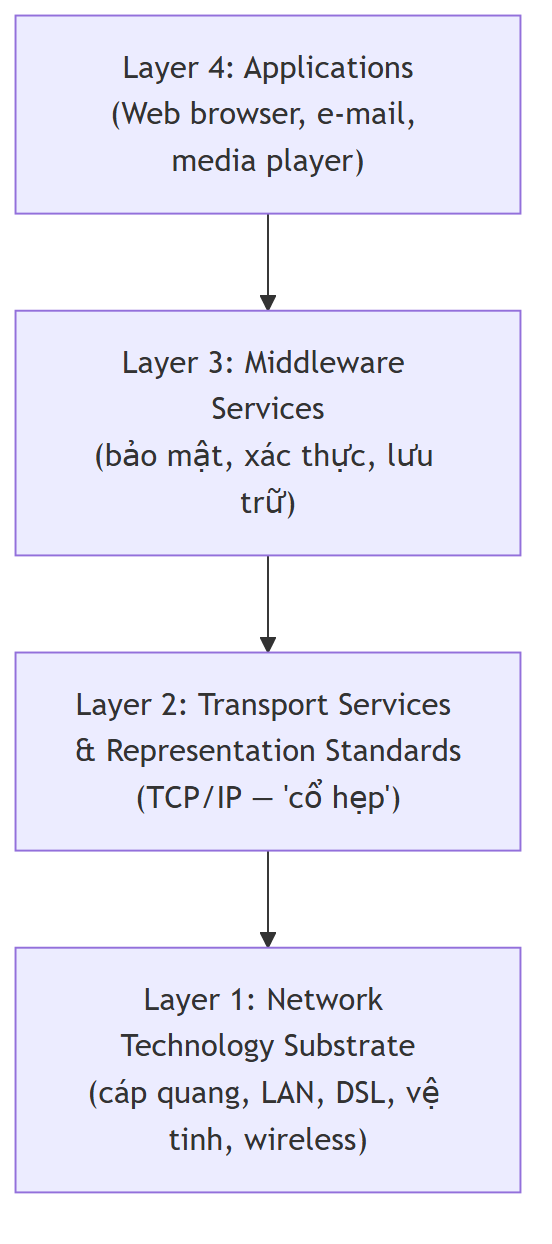 Layer 4: Applications
(Web browser, e-mail,
media player)
Layer 3: Middleware
Services
(bảo mật, xác thực, lưu
trữ)
Layer 2: Transport Services
& Representation Standards
(TCP/IP — 'cổ hẹp')
Layer 1: Network
Technology Substrate
(cáp quang, LAN, DSL, vệ
tinh, wireless)